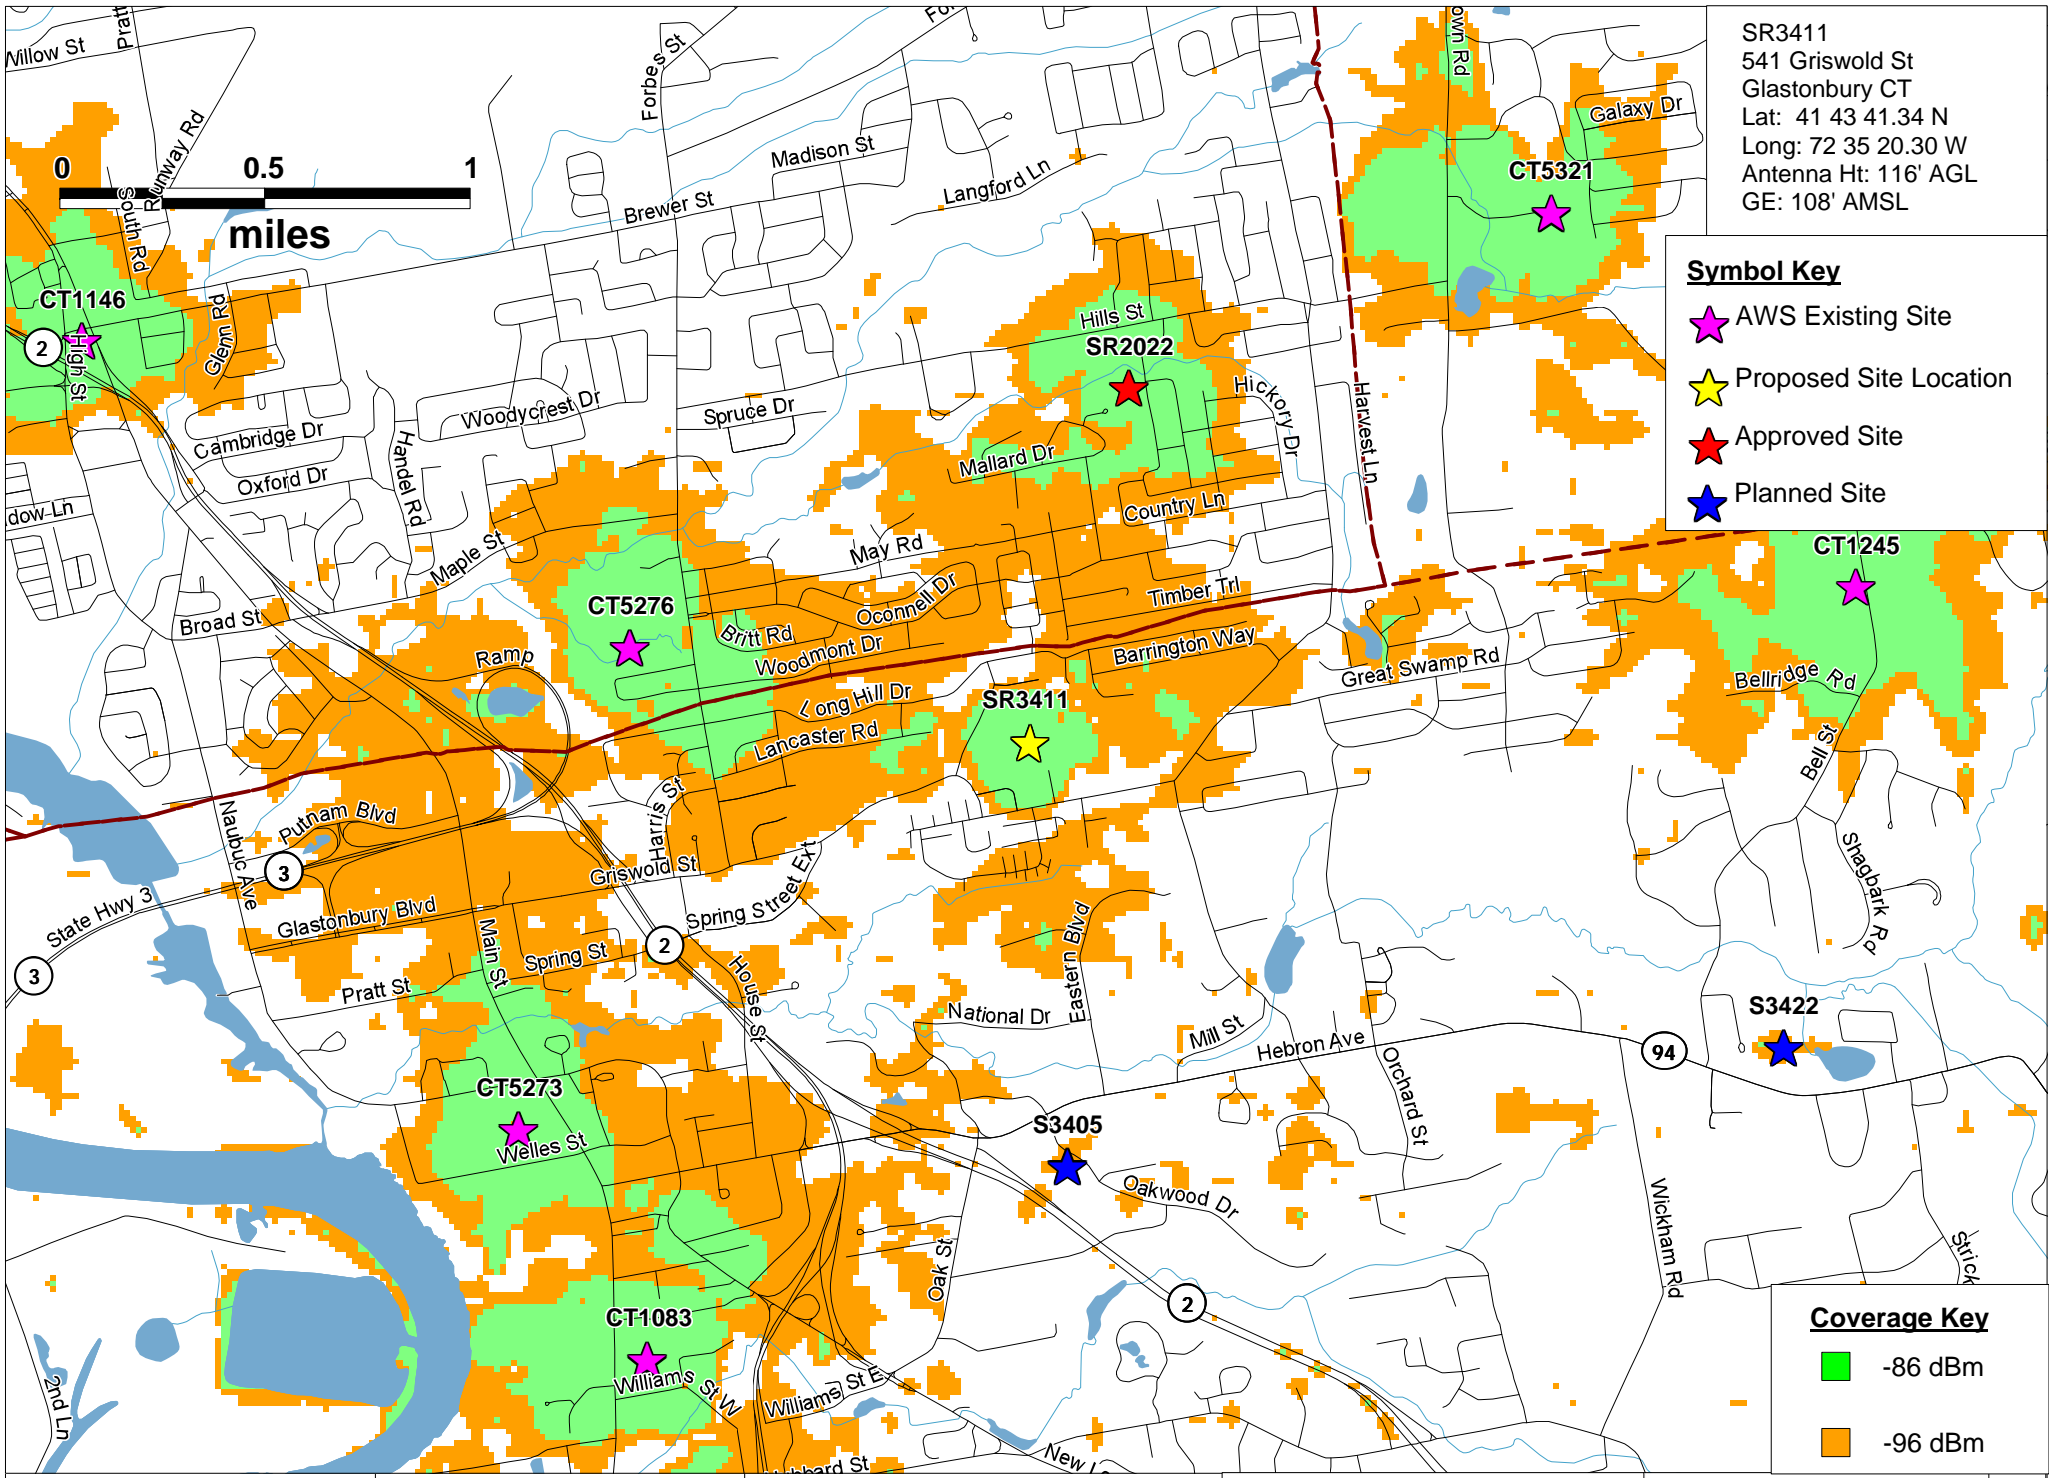 SR3411
541 Griswold St
Glastonbury CT
Lat: 41 43 41.34 N
Long: 72 35 20.30 W
Antenna Ht: 116' AGL
GE: 108' AMSL
Symbol Key
AWS Existing Site
Proposed Site Location
Approved Site
Planned Site
Coverage Key
-86 dBm
-96 dBm
0 0.5 1
miles
Willow St
Runway Rd
South Rd
Forbes St
Madison St
Langford Ln
Brewer St
Galaxy Dr
CT5321
CT1146
2
High St
Glenn Rd
Hills St
SR2022
Hickory Dr
Harvest Ln
Woodycrest Dr
Spruce Dr
Cambridge Dr
Oxford Dr
Handel Rd
Mallard Dr
Country Ln
May Rd
Maple St
Broad St
CT5276
Oconnell Dr
Timber Trl
Britt Rd
Woodmont Dr
Barrington Way
Great Swamp Rd
CT1245
Bellridge Rd
Bell St
Ramp
Long Hill Dr
Lancaster Rd
SR3411
Harris St
Putnam Blvd
Naubuc Ave
3
State Hwy 3
3
Griswold St
Glastonbury Blvd
Main St
Spring St
Spring Street Ext
2
Pratt St
House St
Eastern Blvd
National Dr
Mill St
Hebron Ave
94
Shagbark Rd
S3422
Orchard St
CT5273
Welles St
S3405
Oakwood Dr
Oak St
Wickham Rd
2
CT1083
Williams St W
Williams St E
2nd Ln